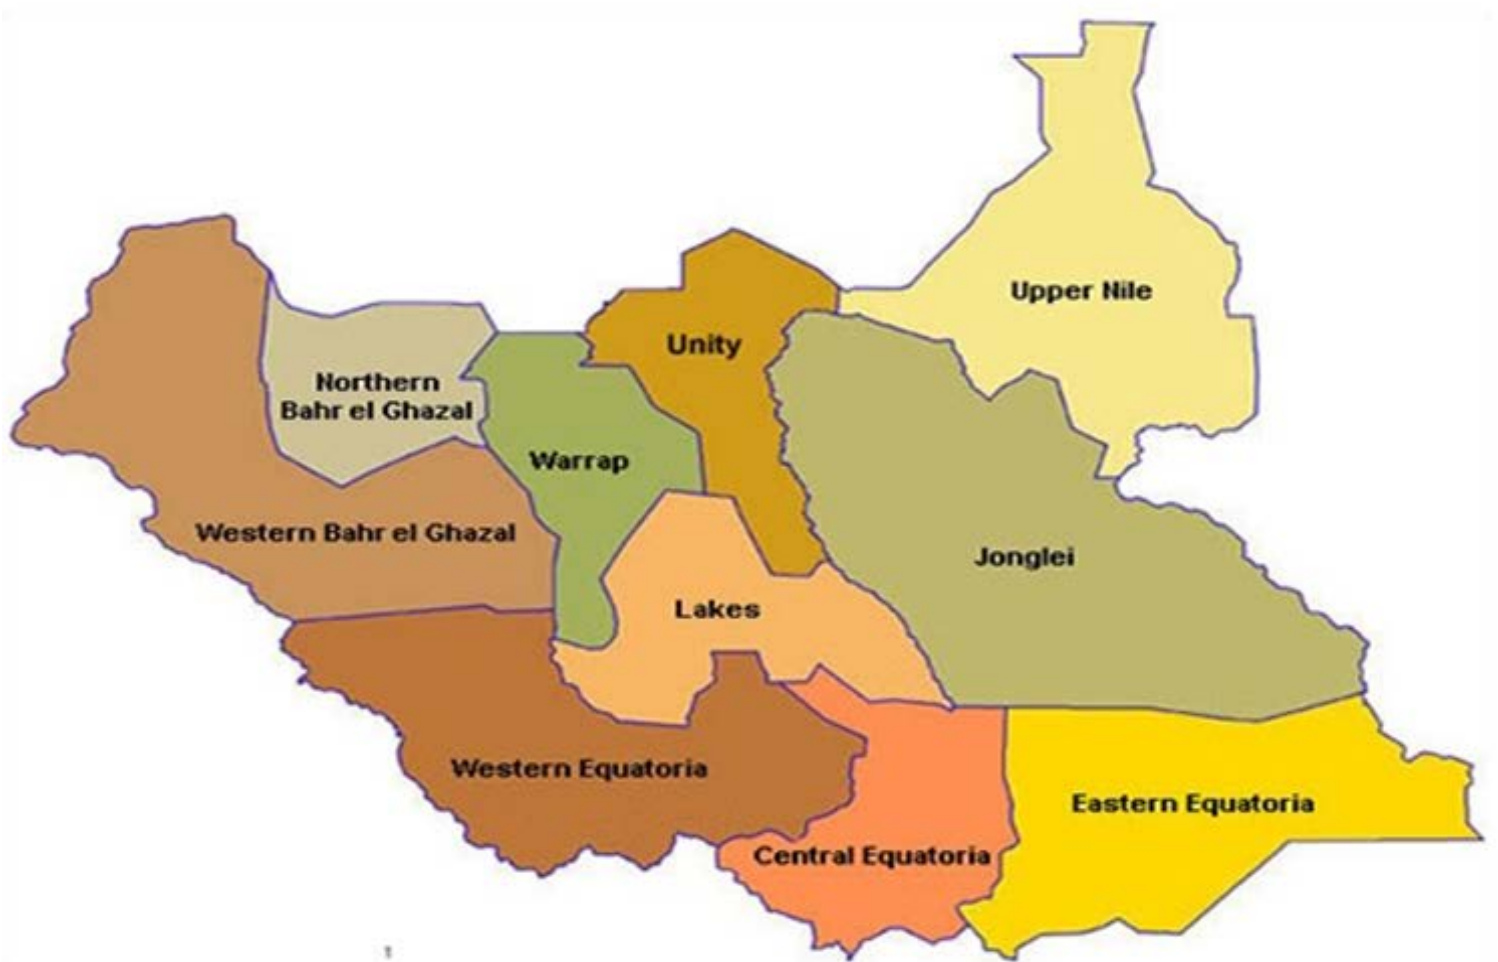 Upper Nile
Unity
Northern
Bahr el Ghazal
Warrap
Western Bahr el Ghazal
Jonglei
Lakes
Western Equatoria
Eastern Equatoria
Central Equatoria
1